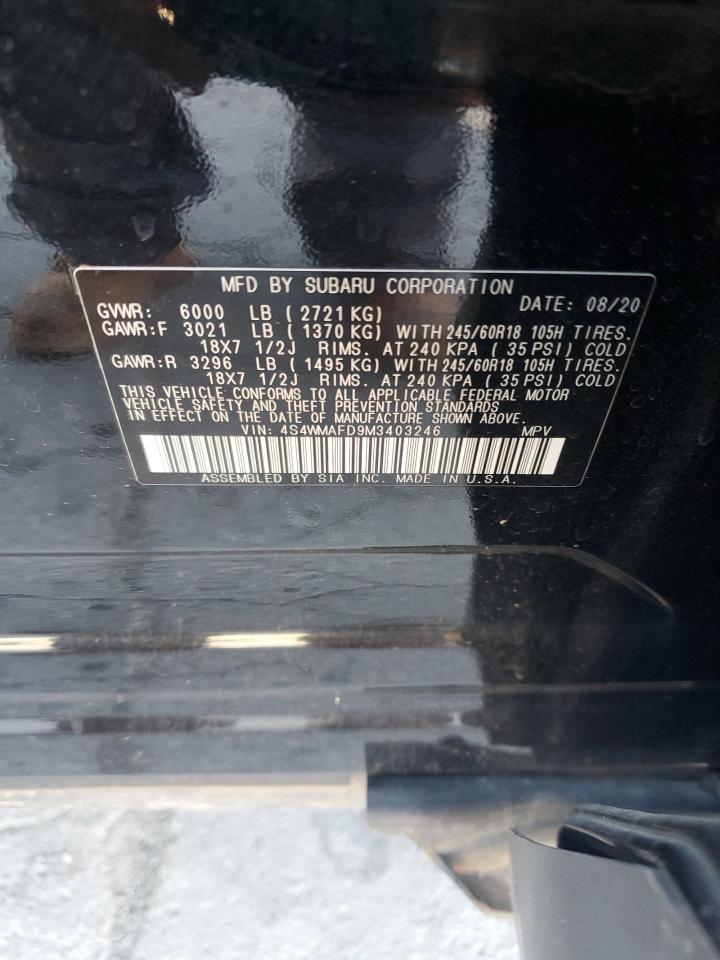 MFD BY SUBARU CORPORATION
GVWR: 6000 LB ( 2721 KG) DATE: 08/20
GAWR:F 3021 LB ( 1370 KG) WITH 245/60R18 105H TIRES.
18X7 1/2J RIMS. AT 240 KPA ( 35 PSI) COLD
GAWR:R 3296 LB ( 1495 KG) WITH 245/60R18 105H TIRES.
18X7 1/2J RIMS. AT 240 KPA ( 35 PSI) COLD
THIS VEHICLE CONFORMS TO ALL APPLICABLE FEDERAL MOTOR
VEHICLE SAFETY AND THEFT PREVENTION STANDARDS
IN EFFECT ON THE DATE OF MANUFACTURE SHOWN ABOVE.
VIN: 4S4WMAFD9M3403246 MPV
ASSEMBLED BY SIA INC. MADE IN U.S.A.